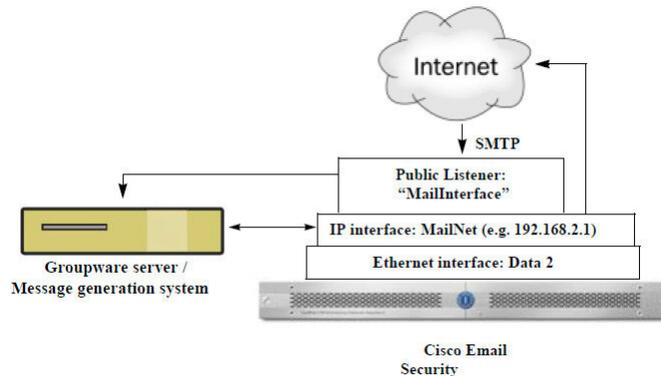 Internet
SMTP
Public Listener:
“MailInterface”
IP interface: MailNet (e.g. 192.168.2.1)
Ethernet interface: Data 2
Groupware server /
Message generation system
Cisco Email
Security